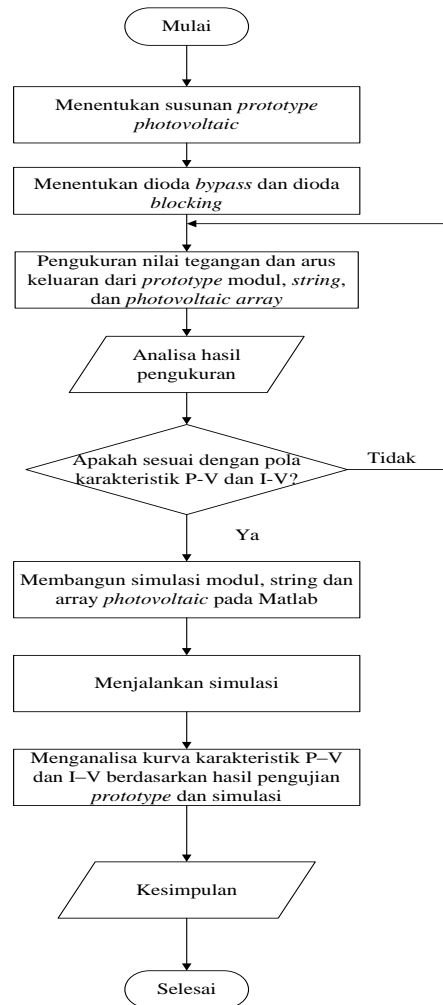 Mulai
Menentukan susunan prototype
photovoltaic
Menentukan dioda bypass dan dioda
blocking
Pengukuran nilai tegangan dan arus
keluaran dari prototype modul, string,
dan photovoltaic array
Analisa hasil
pengukuran
Apakah sesuai dengan pola
karakteristik P-V dan I-V?
Tidak
Ya
Membangun simulasi modul, string dan
array photovoltaic pada Matlab
Menjalankan simulasi
Menganalisa kurva karakteristik P–V
dan I–V berdasarkan hasil pengujian
prototype dan simulasi
Kesimpulan
Selesai